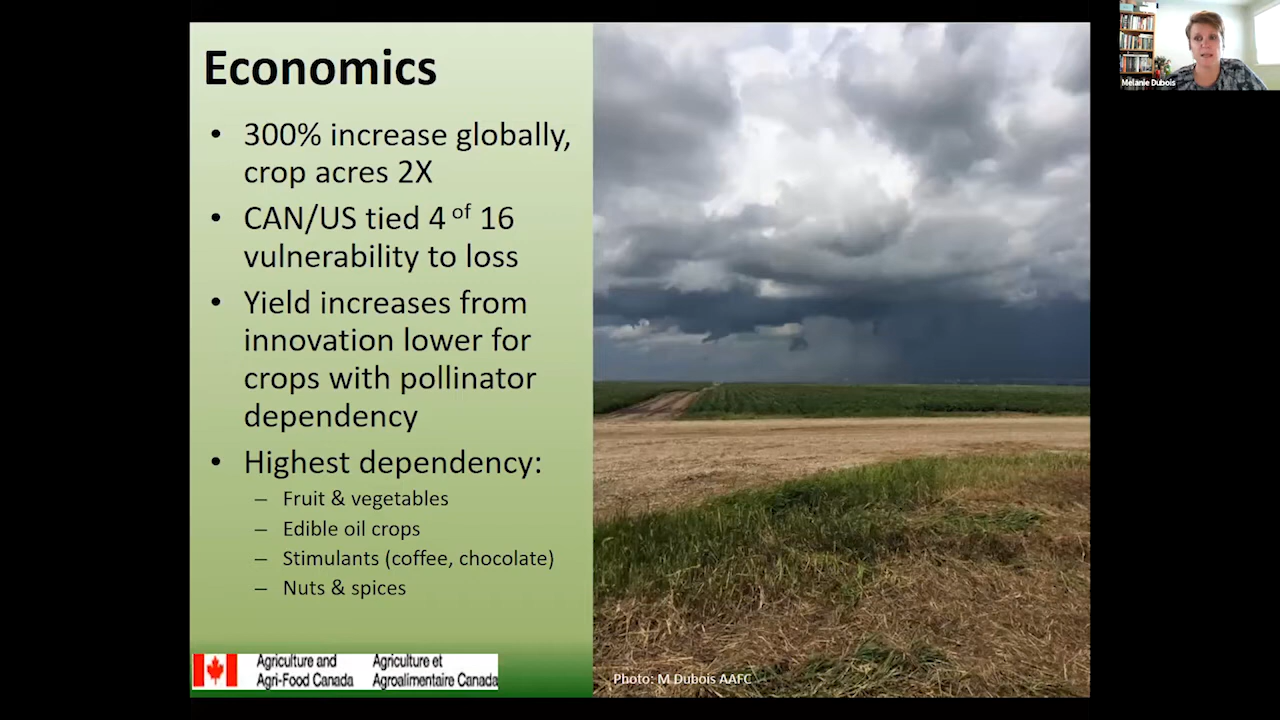 Economics
• 300% increase globally,
crop acres 2X
• CAN/US tied 4 of 16
vulnerability to loss
• Yield increases from
innovation lower for
crops with pollinator
dependency
• Highest dependency:
– Fruit & vegetables
– Edible oil crops
– Stimulants (coffee, chocolate)
– Nuts & spices
Agriculture and
Agri-Food Canada
Agriculture et
Agroalimentaire Canada
Photo: M Dubois AAFC
Melanie Dubois